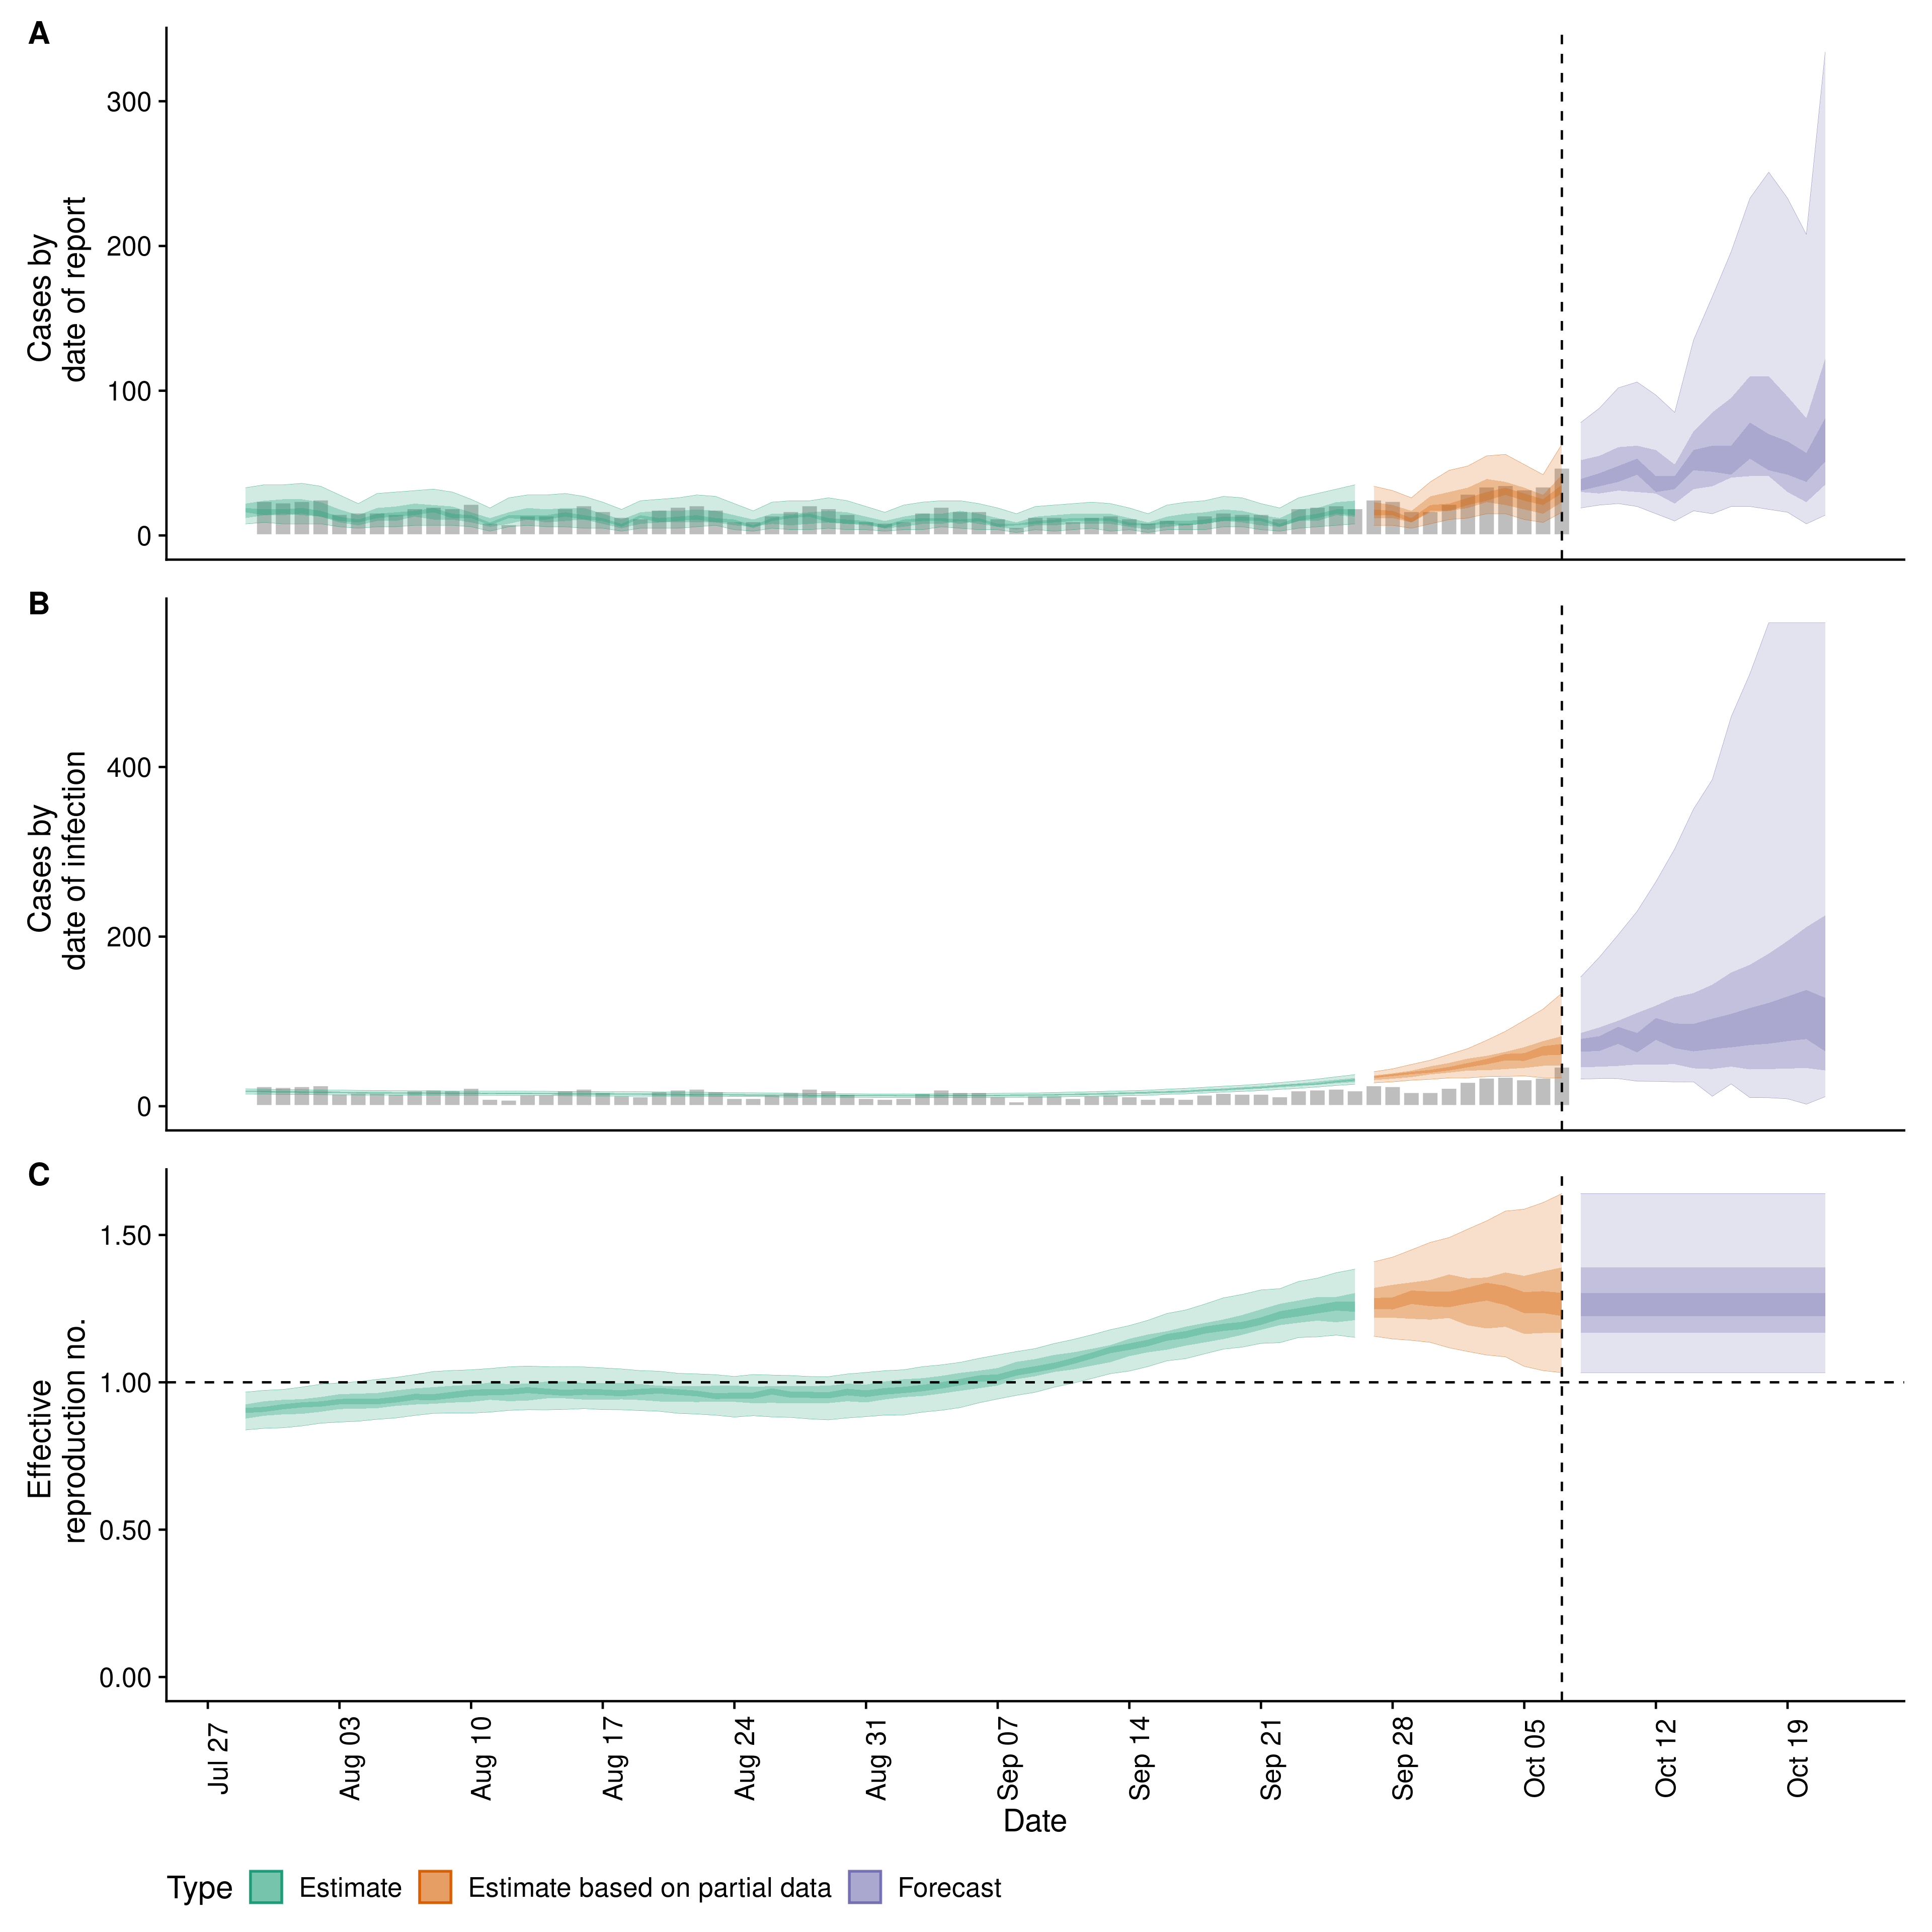 A
Cases by
date of report
300
200
100
0
B
Cases by
date of infection
400
200
0
C
Effective
reproduction no.
1.50
1.00
0.50
0.00
Jul 27
Aug 03
Aug 10
Aug 17
Aug 24
Aug 31
Sep 07
Sep 14
Sep 21
Sep 28
Oct 05
Oct 12
Oct 19
Date
Type Estimate Estimate based on partial data Forecast